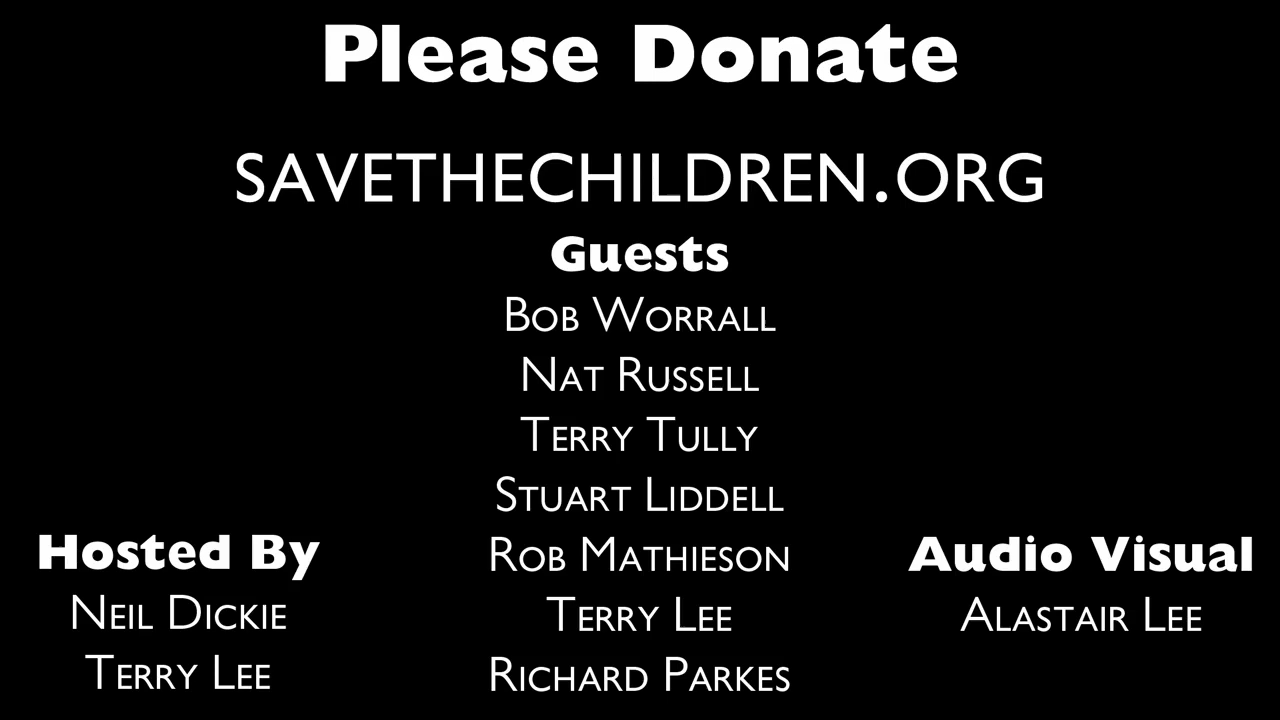 Please Donate
SAVETHECHILDREN.ORG
Guests
Bob Worrall
Nat Russell
Terry Tully
Stuart Liddell
Rob Mathieson
Terry Lee
Richard Parkes
Hosted By
Neil Dickie
Terry Lee
Audio Visual
Alastair Lee